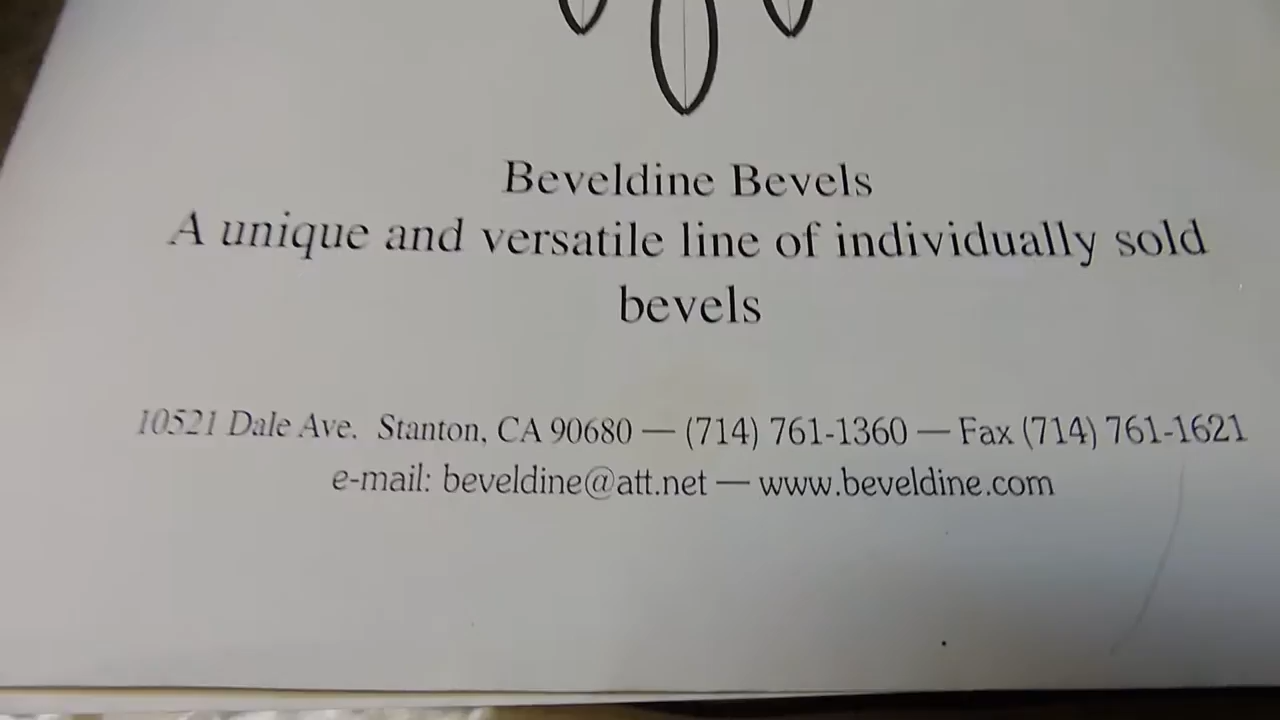 Beveldine Bevels
A unique and versatile line of individually sold
bevels
10521 Dale Ave. Stanton, CA 90680 — (714) 761-1360 — Fax (714) 761-1621
e-mail: beveldine@att.net — www.beveldine.com